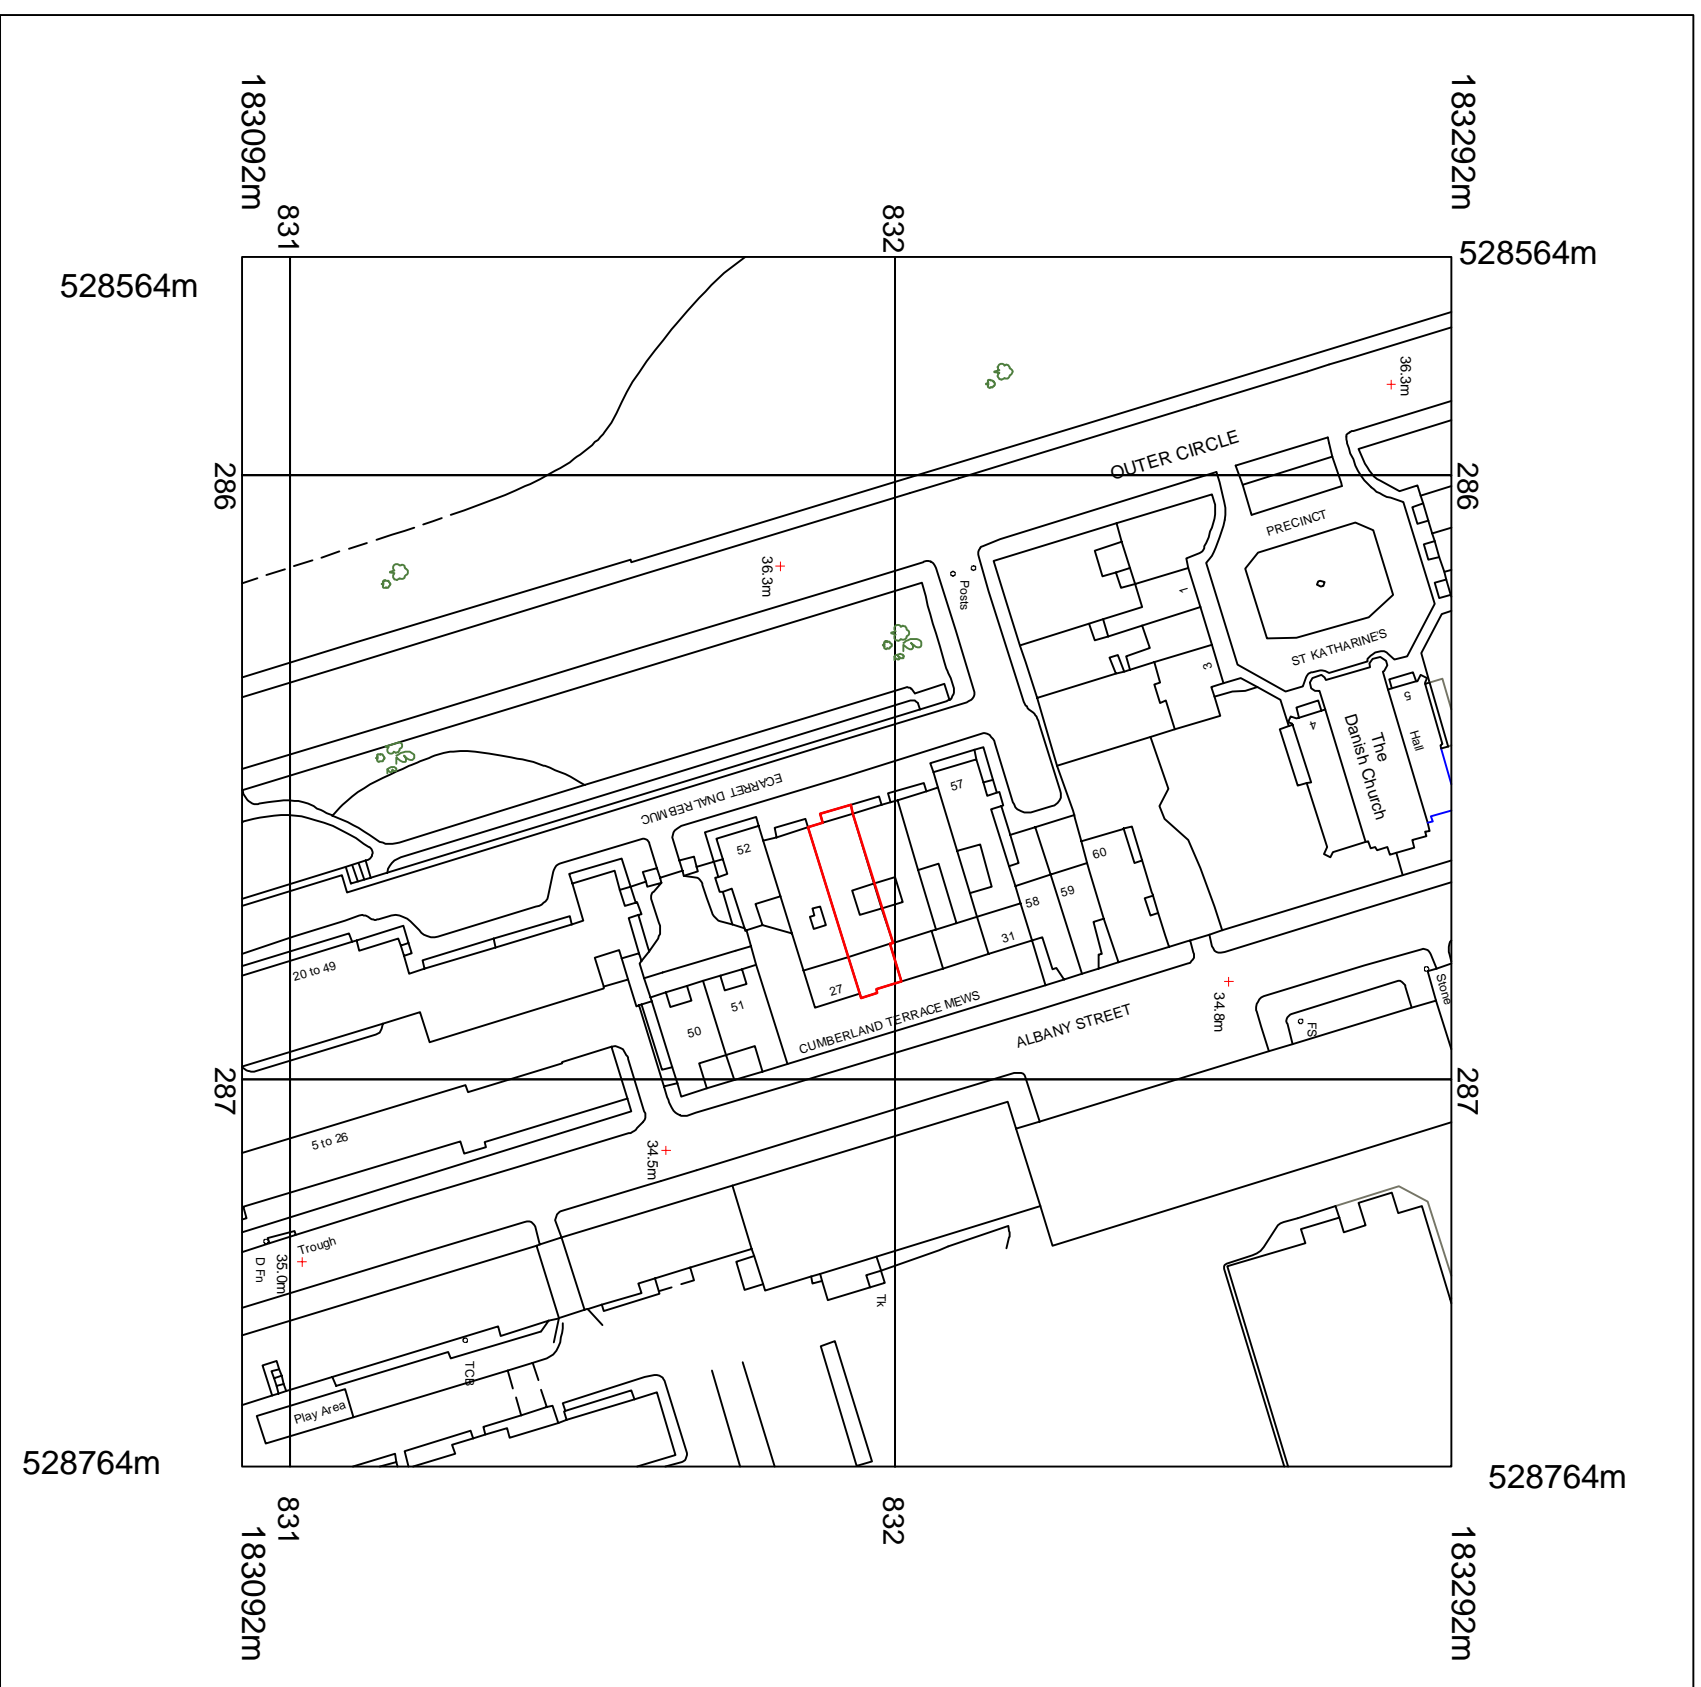 183092m
183292m
831
832
528564m
528564m
36.3m
OUTER CIRCLE
286
286
PRECINCT
36.3m
Posts
1
ST KATHARINE'S
3
5
4
The
Danish Church
Hall
CUMBERLAND TERRACE
57
52
60
59
58
31
20 to 49
27
51
50
CUMBERLAND TERRACE MEWS
ALBANY STREET
34.8m
Stone
FS
287
287
5 to 26
34.5m
Trough
D Fn
35.0m
Tk
TCB
Play Area
528764m
528764m
831
832
183092m
183292m